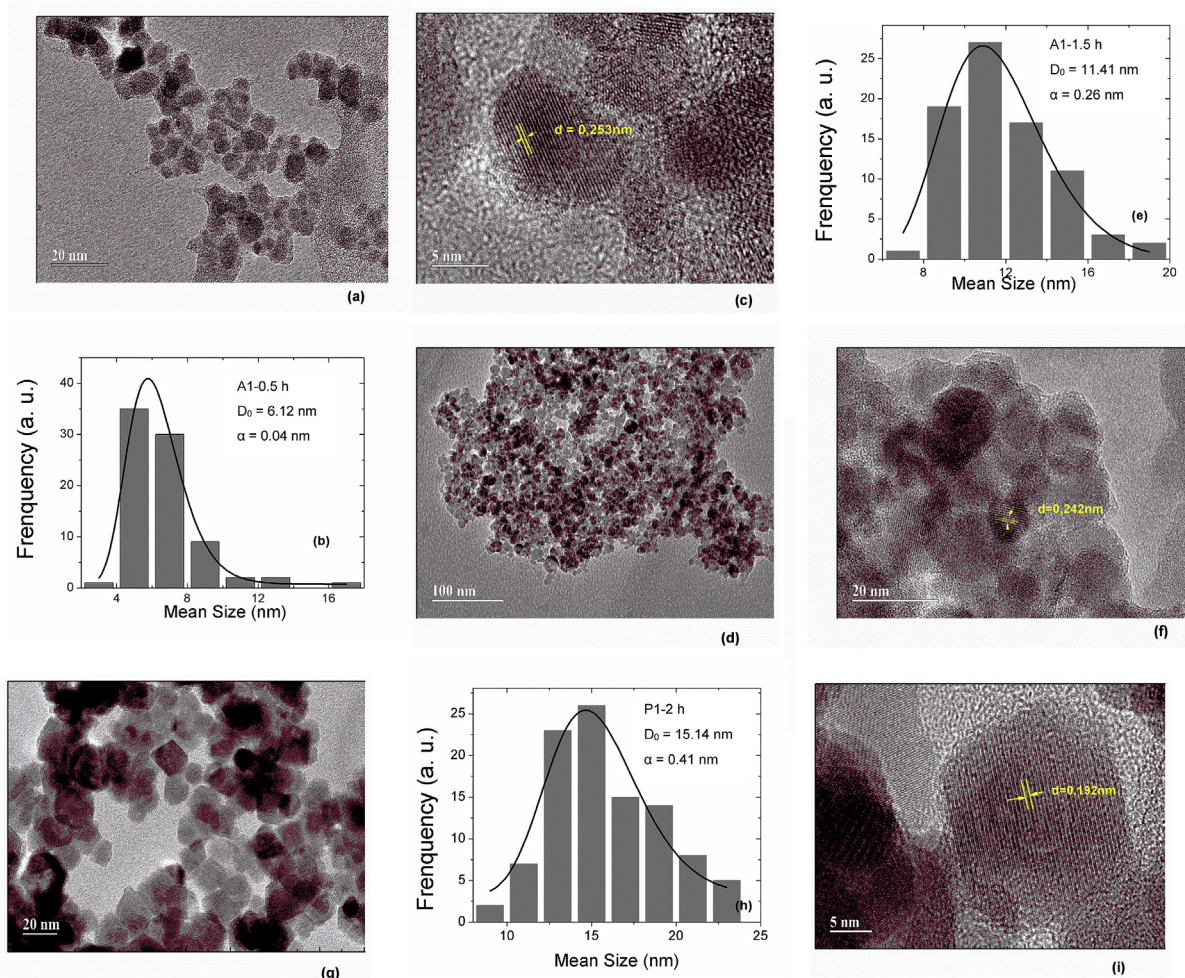 20 nm
(a)
d = 0,253nm
5 nm
(c)
Frenquency (a. u.)
25
20
15
10
5
0
A1-1.5 h
D₀ = 11.41 nm
α = 0.26 nm
(e)
8
12
16
20
Mean Size (nm)
Frenquency (a. u.)
40
30
20
10
0
A1-0.5 h
D₀ = 6.12 nm
α = 0.04 nm
(b)
4
8
12
16
Mean Size (nm)
100 nm
(d)
d=0,242nm
20 nm
(f)
20 nm
(g)
Frenquency (a. u.)
25
20
15
10
5
0
P1-2 h
D₀ = 15.14 nm
α = 0.41 nm
(h)
10
15
20
25
Mean Size (nm)
d=0,192nm
5 nm
(i)